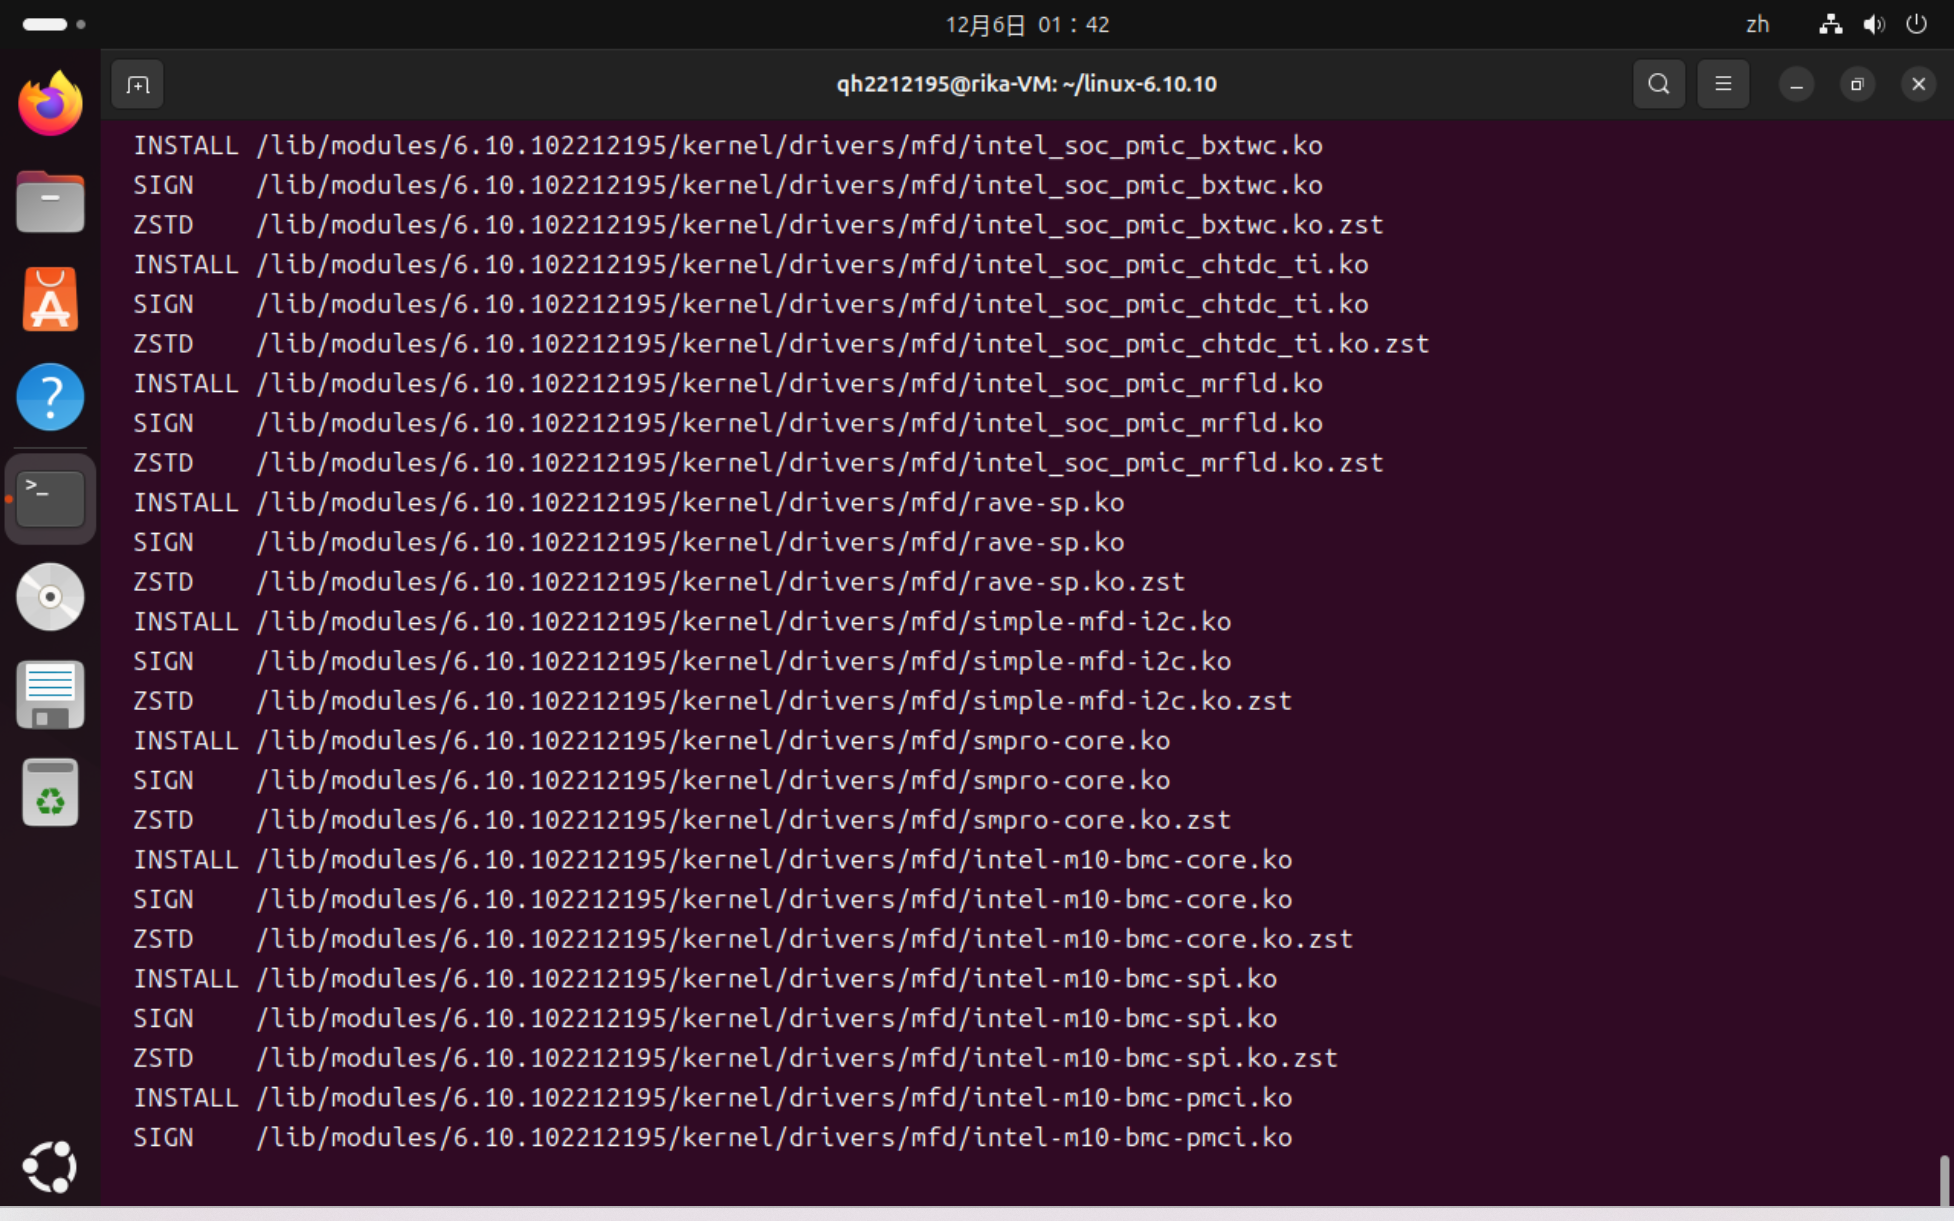 12月6日 01：42
zh
qh2212195@rika-VM: ~/linux-6.10.10
INSTALL /lib/modules/6.10.102212195/kernel/drivers/mfd/intel_soc_pmic_bxtwc.ko
SIGN /lib/modules/6.10.102212195/kernel/drivers/mfd/intel_soc_pmic_bxtwc.ko
ZSTD /lib/modules/6.10.102212195/kernel/drivers/mfd/intel_soc_pmic_bxtwc.ko.zst
INSTALL /lib/modules/6.10.102212195/kernel/drivers/mfd/intel_soc_pmic_chtdc_ti.ko
SIGN /lib/modules/6.10.102212195/kernel/drivers/mfd/intel_soc_pmic_chtdc_ti.ko
ZSTD /lib/modules/6.10.102212195/kernel/drivers/mfd/intel_soc_pmic_chtdc_ti.ko.zst
INSTALL /lib/modules/6.10.102212195/kernel/drivers/mfd/intel_soc_pmic_mrfld.ko
SIGN /lib/modules/6.10.102212195/kernel/drivers/mfd/intel_soc_pmic_mrfld.ko
ZSTD /lib/modules/6.10.102212195/kernel/drivers/mfd/intel_soc_pmic_mrfld.ko.zst
INSTALL /lib/modules/6.10.102212195/kernel/drivers/mfd/rave-sp.ko
SIGN /lib/modules/6.10.102212195/kernel/drivers/mfd/rave-sp.ko
ZSTD /lib/modules/6.10.102212195/kernel/drivers/mfd/rave-sp.ko.zst
INSTALL /lib/modules/6.10.102212195/kernel/drivers/mfd/simple-mfd-i2c.ko
SIGN /lib/modules/6.10.102212195/kernel/drivers/mfd/simple-mfd-i2c.ko
ZSTD /lib/modules/6.10.102212195/kernel/drivers/mfd/simple-mfd-i2c.ko.zst
INSTALL /lib/modules/6.10.102212195/kernel/drivers/mfd/smpro-core.ko
SIGN /lib/modules/6.10.102212195/kernel/drivers/mfd/smpro-core.ko
ZSTD /lib/modules/6.10.102212195/kernel/drivers/mfd/smpro-core.ko.zst
INSTALL /lib/modules/6.10.102212195/kernel/drivers/mfd/intel-m10-bmc-core.ko
SIGN /lib/modules/6.10.102212195/kernel/drivers/mfd/intel-m10-bmc-core.ko
ZSTD /lib/modules/6.10.102212195/kernel/drivers/mfd/intel-m10-bmc-core.ko.zst
INSTALL /lib/modules/6.10.102212195/kernel/drivers/mfd/intel-m10-bmc-spi.ko
SIGN /lib/modules/6.10.102212195/kernel/drivers/mfd/intel-m10-bmc-spi.ko
ZSTD /lib/modules/6.10.102212195/kernel/drivers/mfd/intel-m10-bmc-spi.ko.zst
INSTALL /lib/modules/6.10.102212195/kernel/drivers/mfd/intel-m10-bmc-pmci.ko
SIGN /lib/modules/6.10.102212195/kernel/drivers/mfd/intel-m10-bmc-pmci.ko